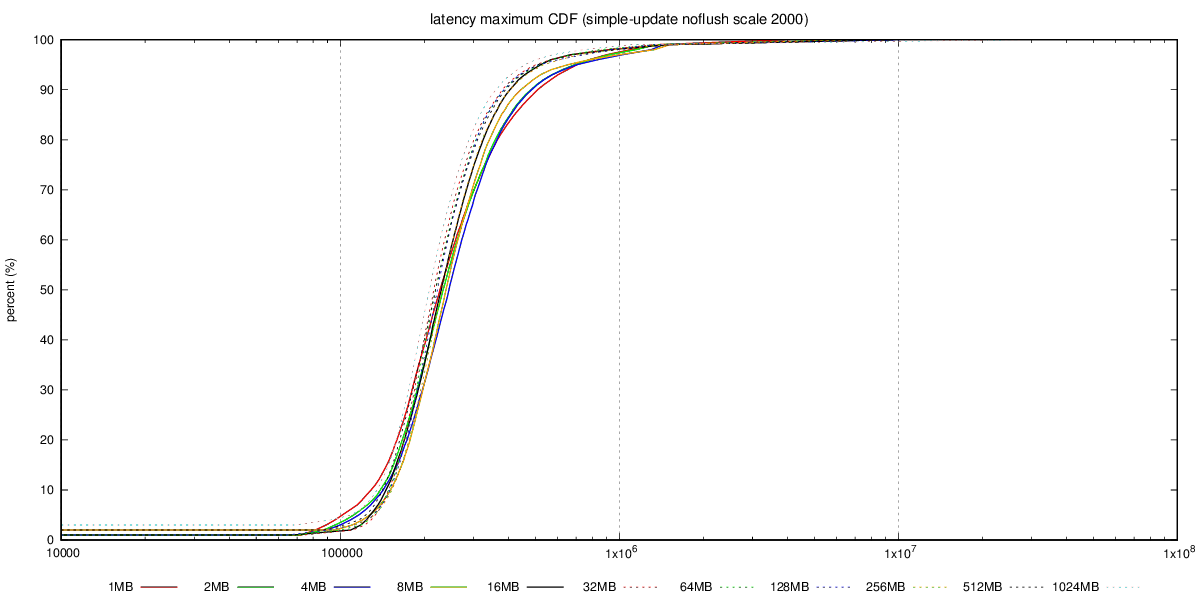 latency maximum CDF (simple-update noflush scale 2000)
100
90
80
70
60
50
40
30
20
10
0
percent (%)
10000 100000 1x10^6 1x10^7 1x10^8
1MB 2MB 4MB 8MB 16MB 32MB 64MB 128MB 256MB 512MB 1024MB